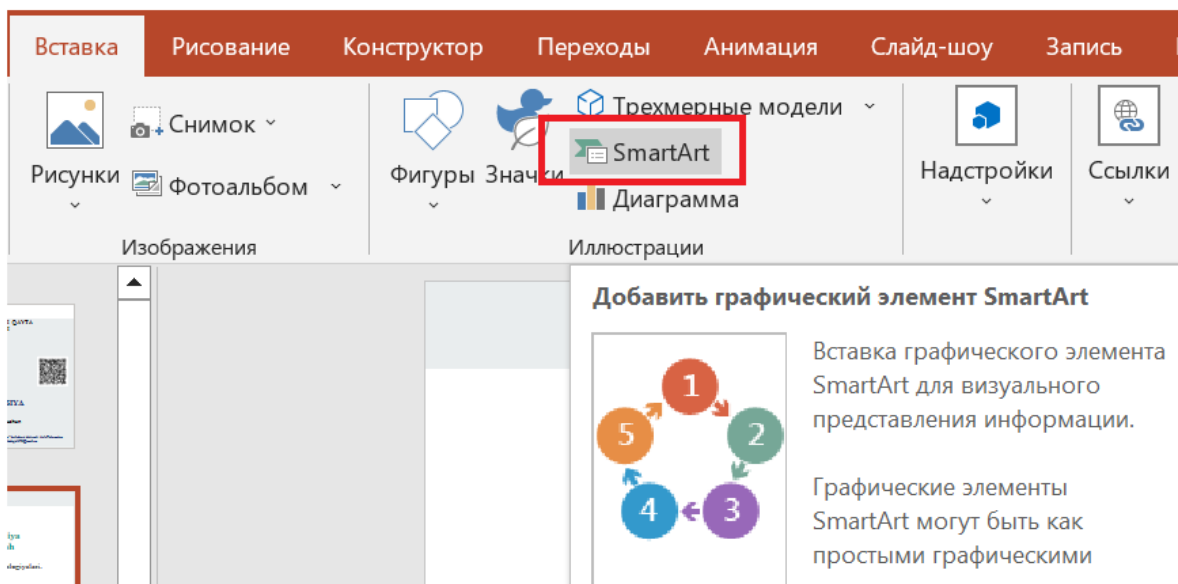 Вставка Рисование Конструктор Переходы Анимация Слайд-шоу Запись
Трехмерные модели
Снимок
SmartArt
Рисунки Фигуры Значки Надстройки Ссылки
Фотоальбом
Диаграмма
Изображения Иллюстрации
Добавить графический элемент SmartArt
QAYTA
Вставка графического элемента
SmartArt для визуального
представления информации.
1
2
3
4
5
Графические элементы
SmartArt могут быть как
простыми графическими